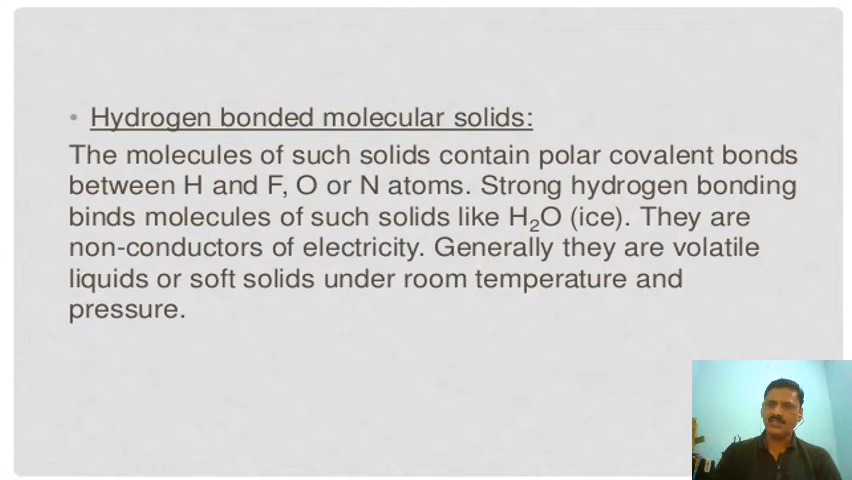 • Hydrogen bonded molecular solids:
The molecules of such solids contain polar covalent bonds
between H and F, O or N atoms. Strong hydrogen bonding
binds molecules of such solids like H₂O (ice). They are
non-conductors of electricity. Generally they are volatile
liquids or soft solids under room temperature and
pressure.